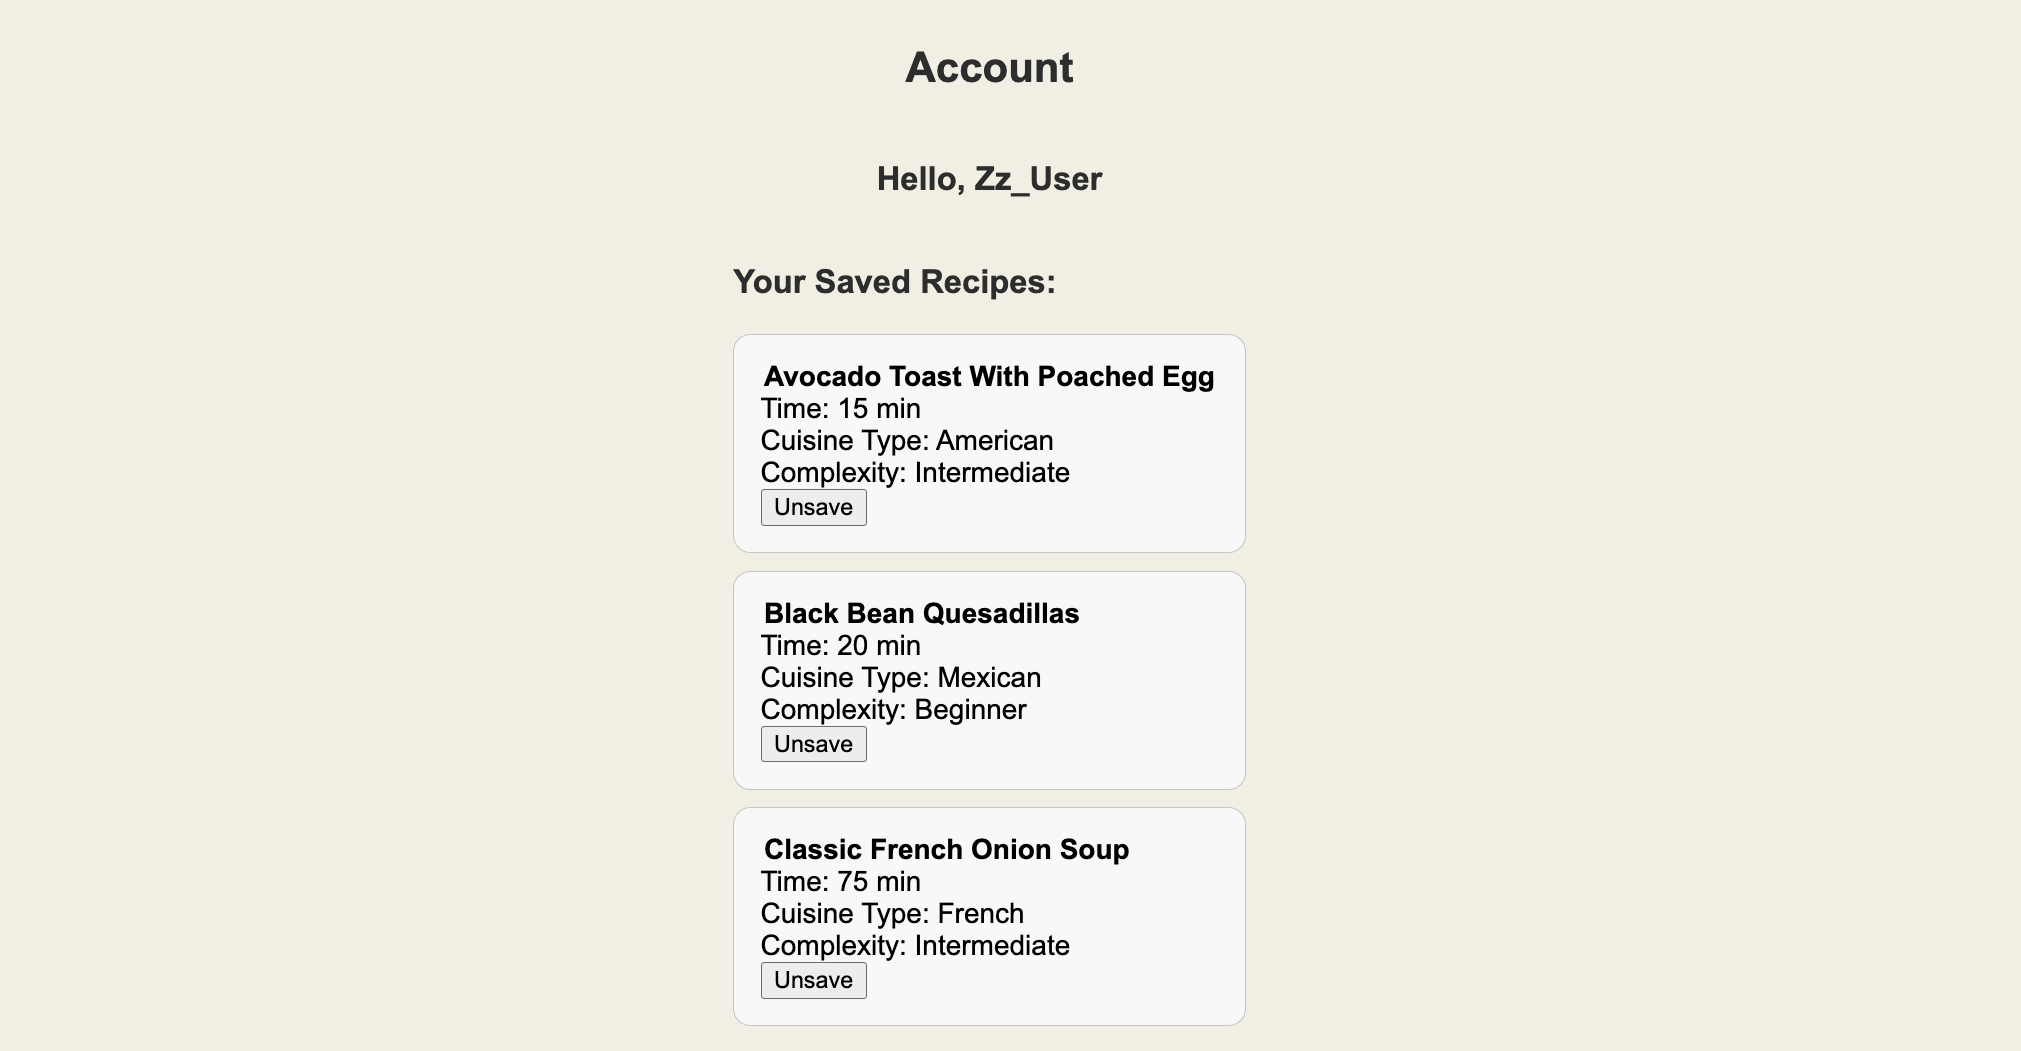 Account
Hello, Zz_User
Your Saved Recipes:
Avocado Toast With Poached Egg
Time: 15 min
Cuisine Type: American
Complexity: Intermediate
Unsave
Black Bean Quesadillas
Time: 20 min
Cuisine Type: Mexican
Complexity: Beginner
Unsave
Classic French Onion Soup
Time: 75 min
Cuisine Type: French
Complexity: Intermediate
Unsave